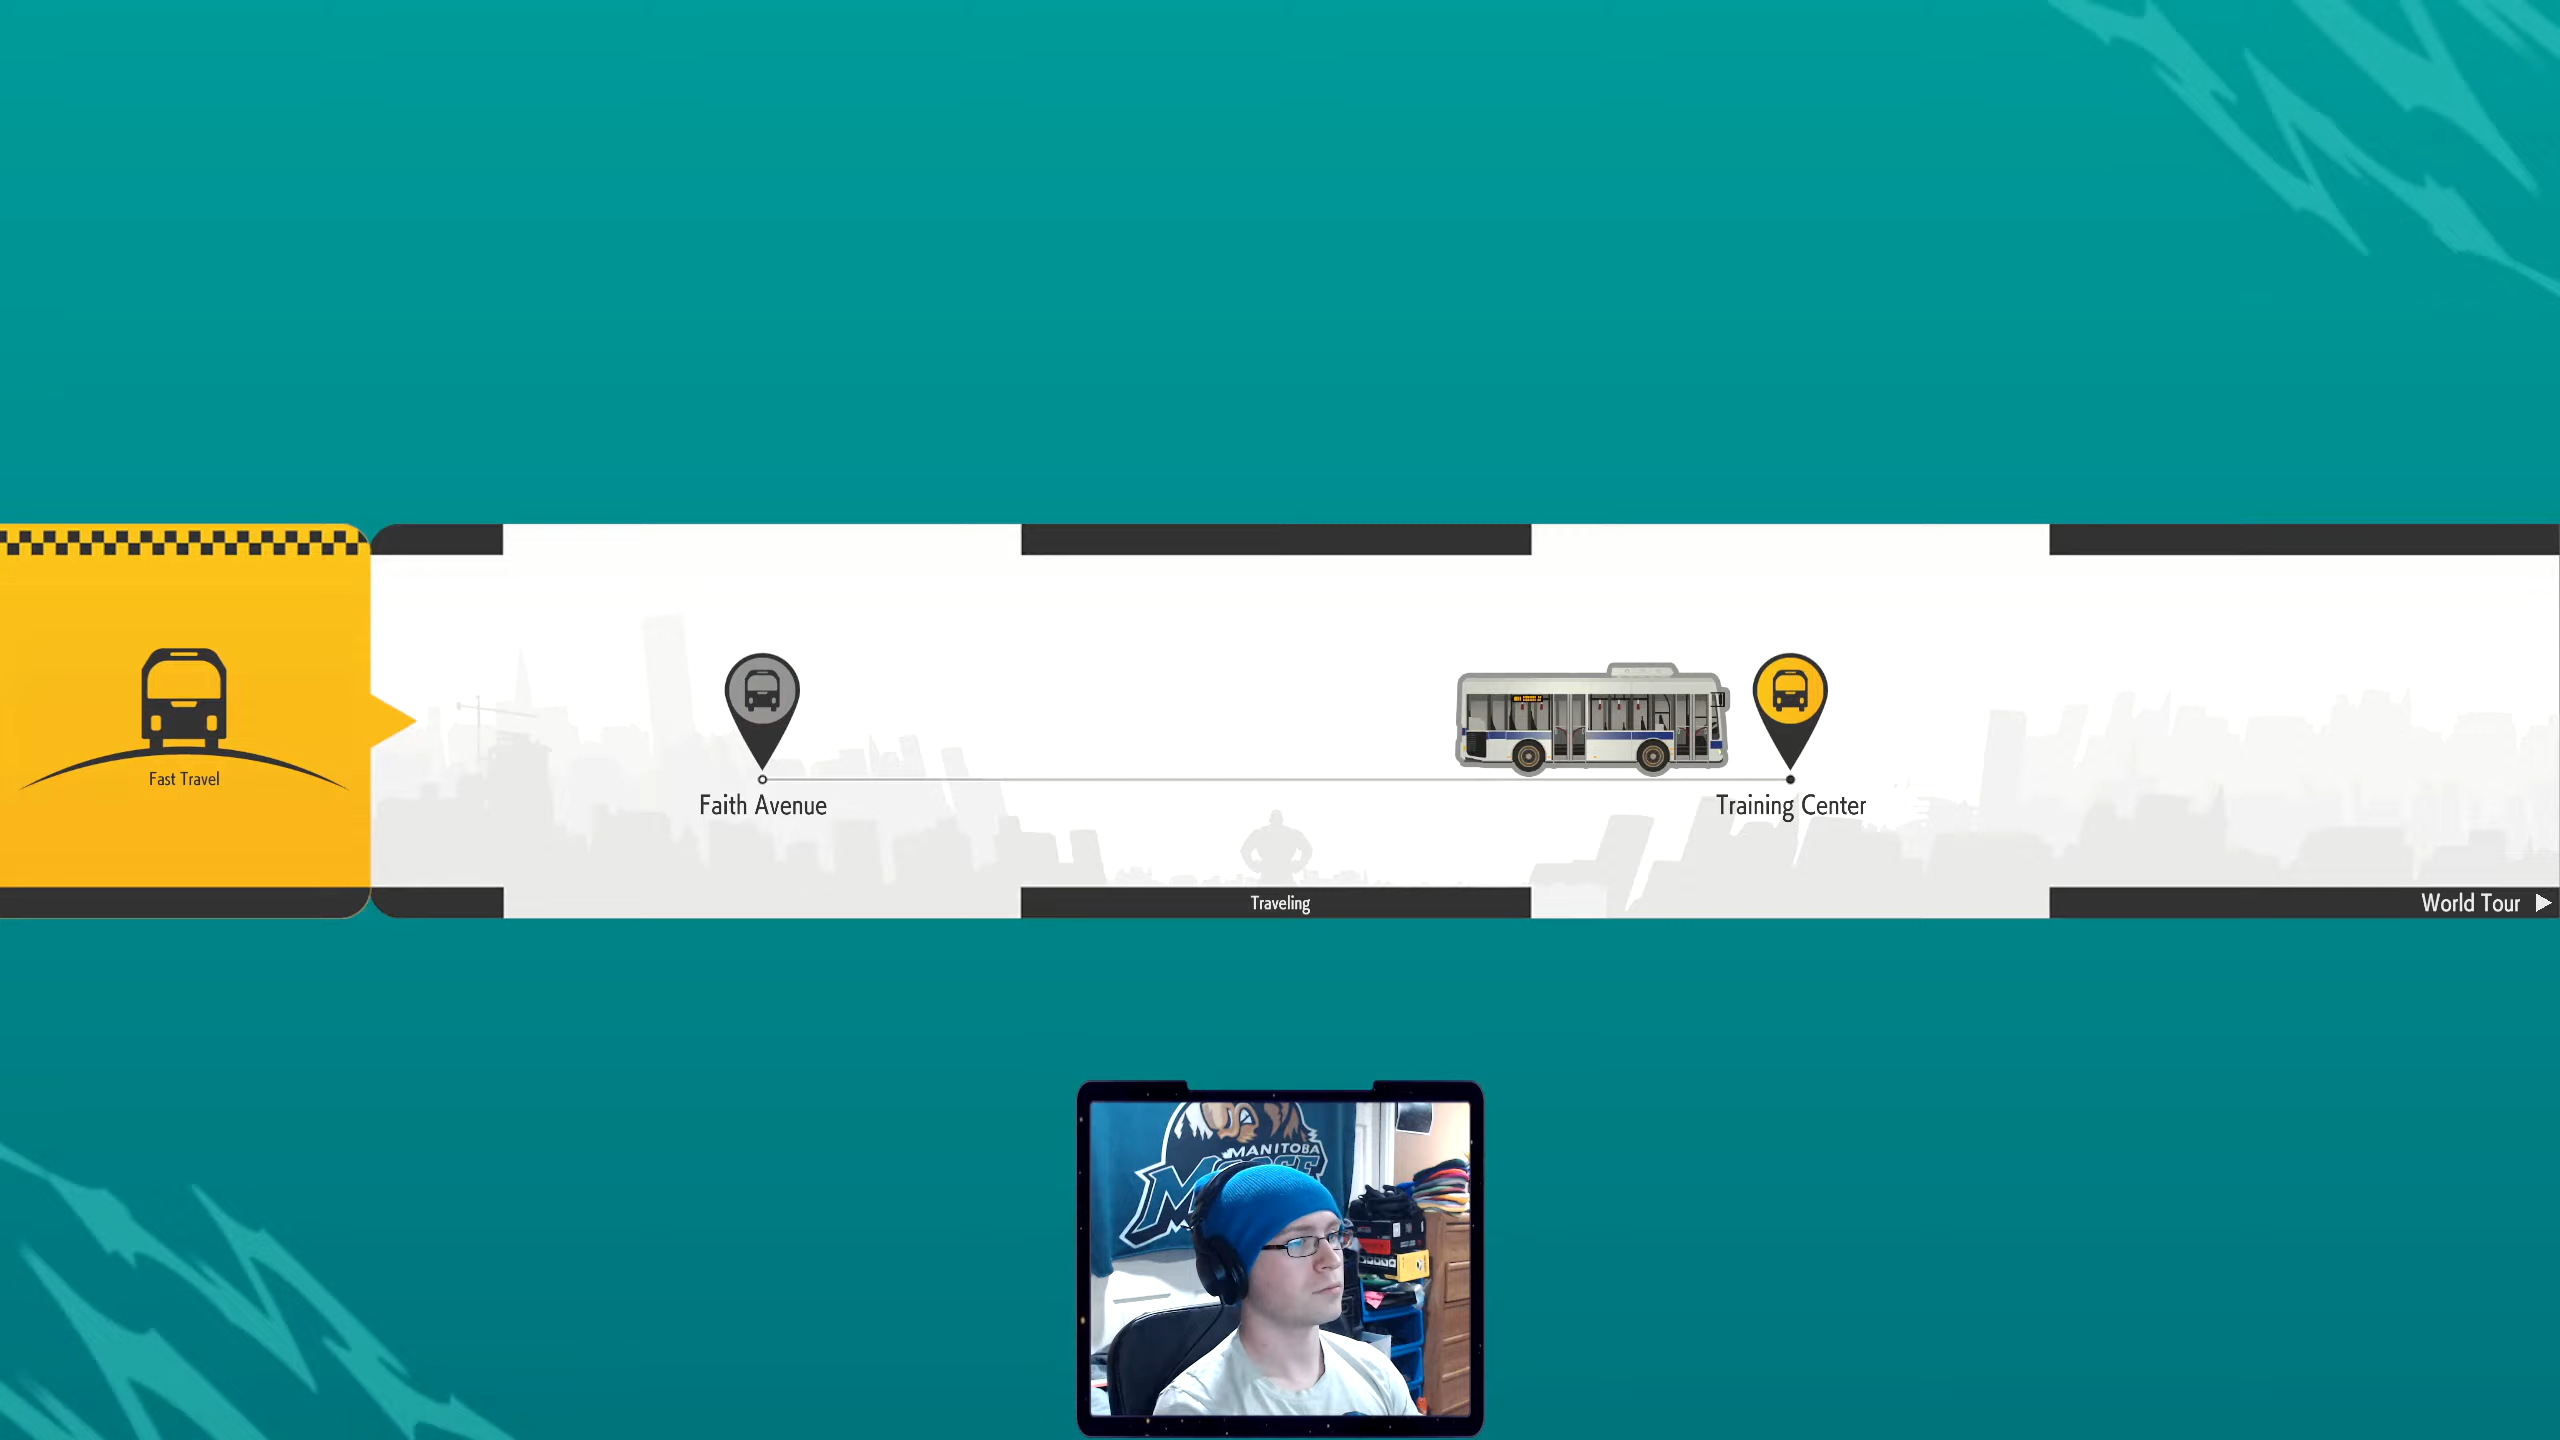 Fast Travel
Faith Avenue
Training Center
Traveling
World Tour
MANITOBA